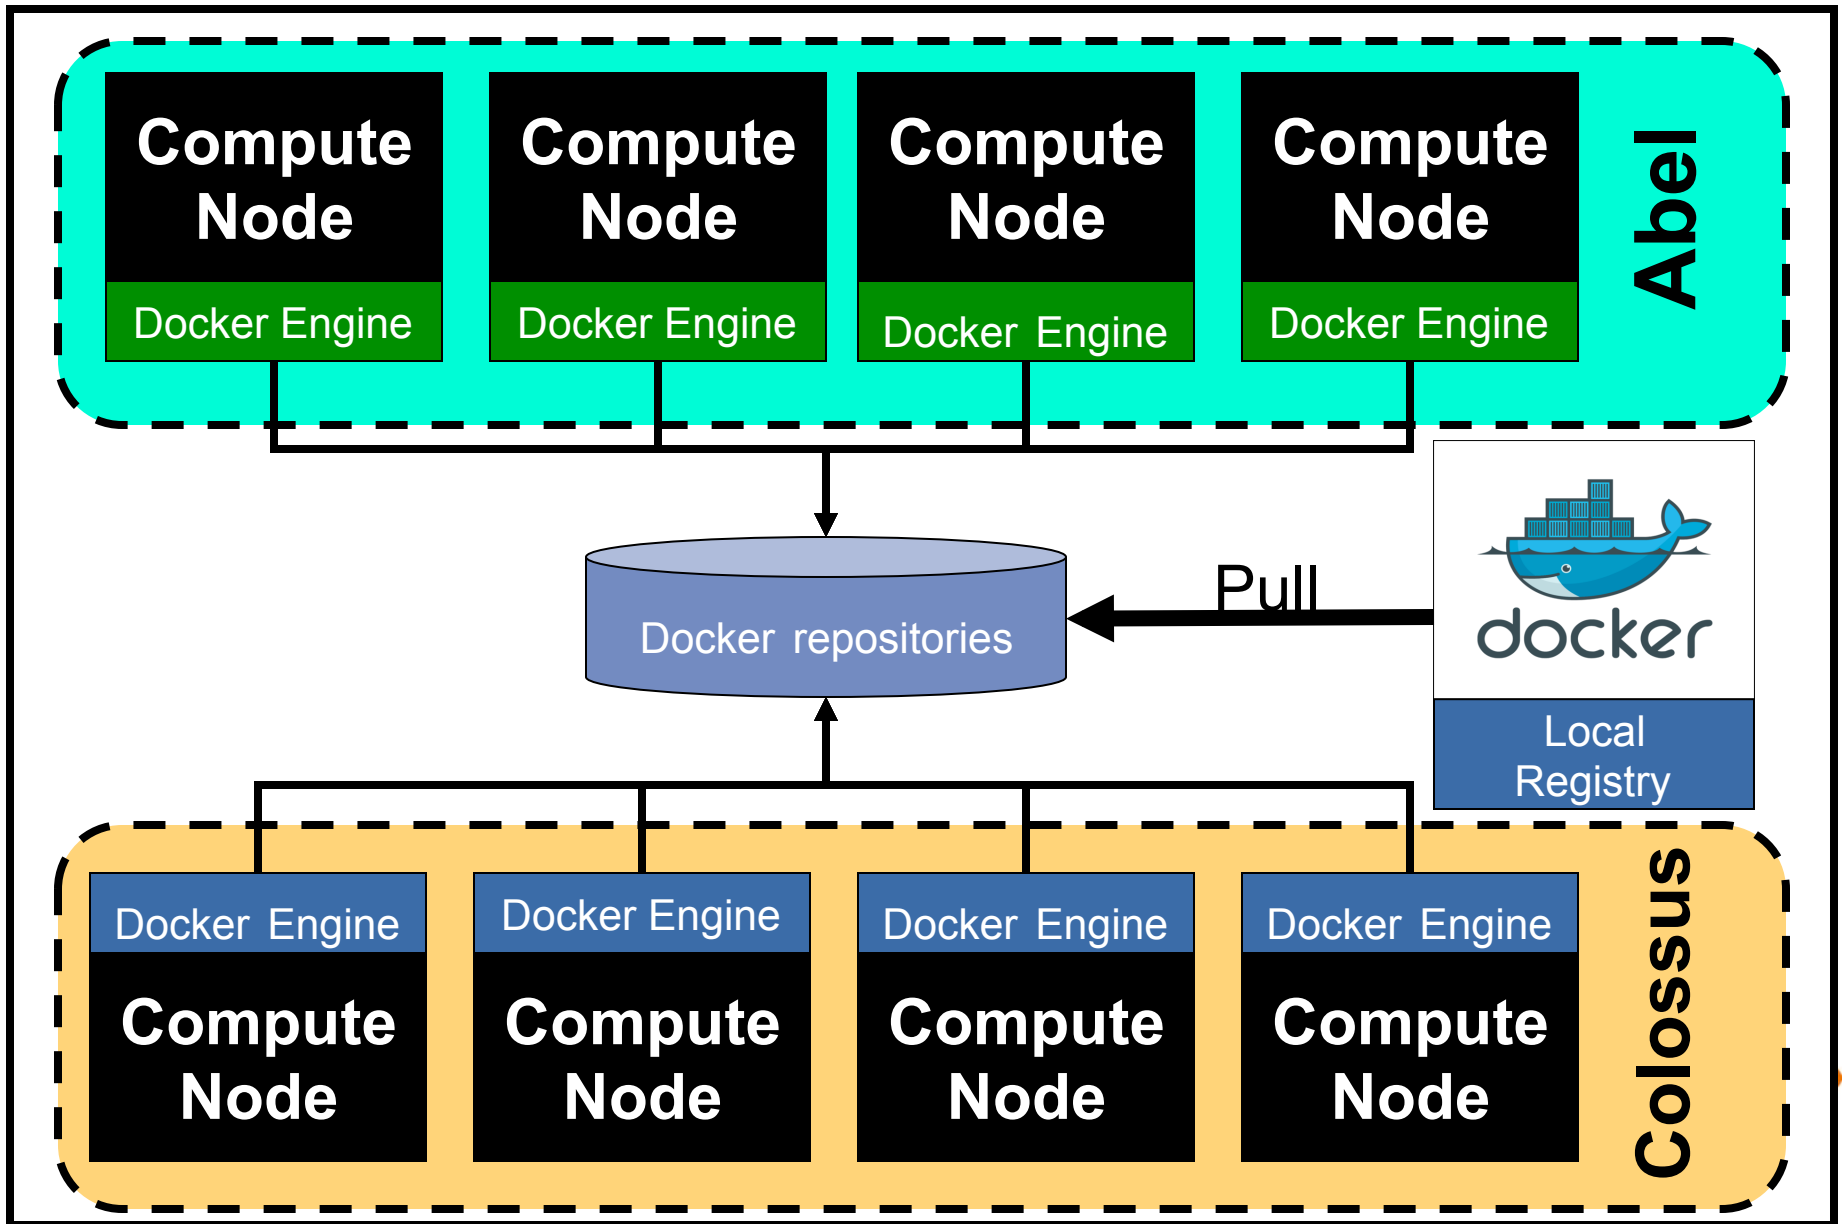 Compute
Node
Docker Engine
Compute
Node
Docker Engine
Compute
Node
Docker Engine
Compute
Node
Docker Engine
Abel
Docker repositories
Pull
docker
Local
Registry
Docker Engine
Compute
Node
Docker Engine
Compute
Node
Docker Engine
Compute
Node
Docker Engine
Compute
Node
Colossus